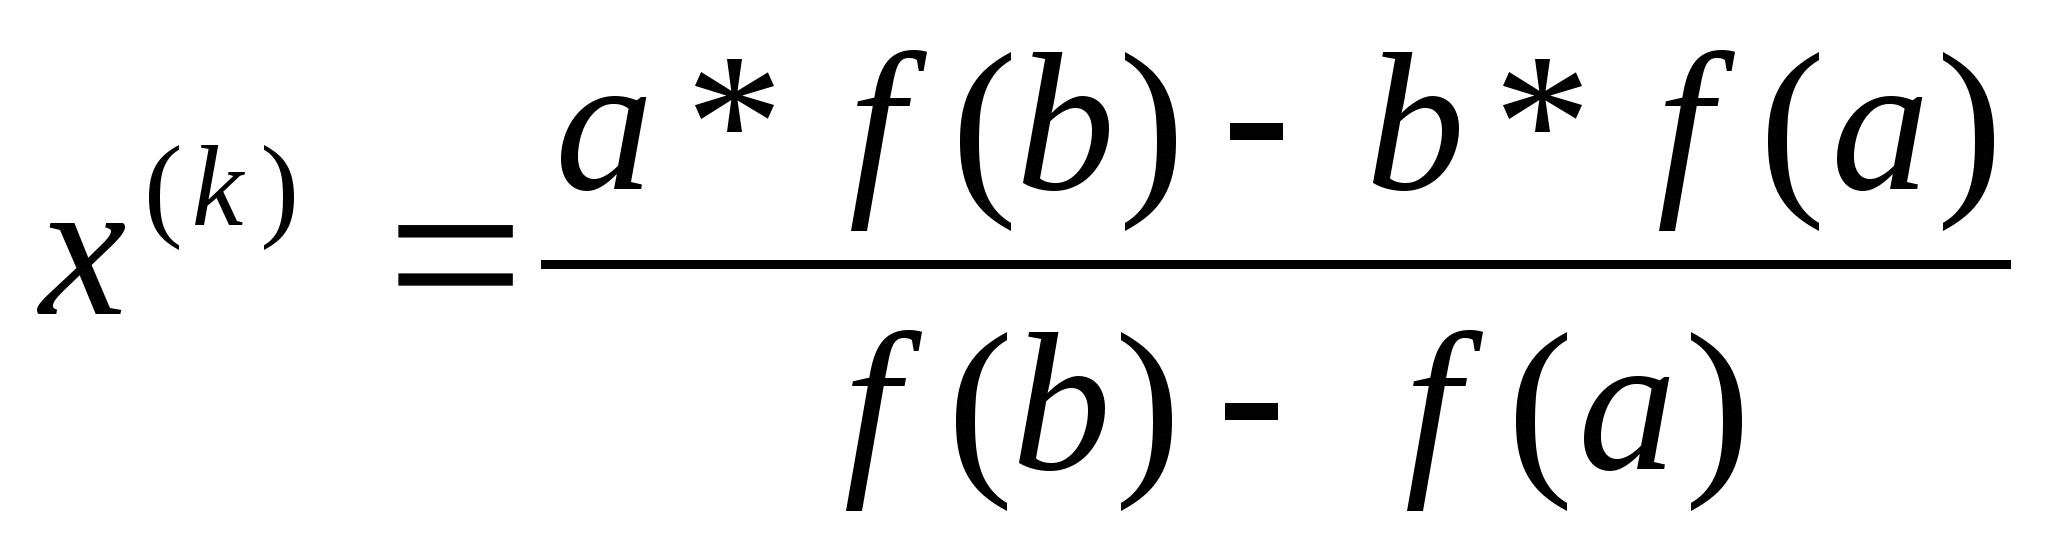 x^(k) = (a* f(b) - b* f(a)) / (f(b) - f(a))